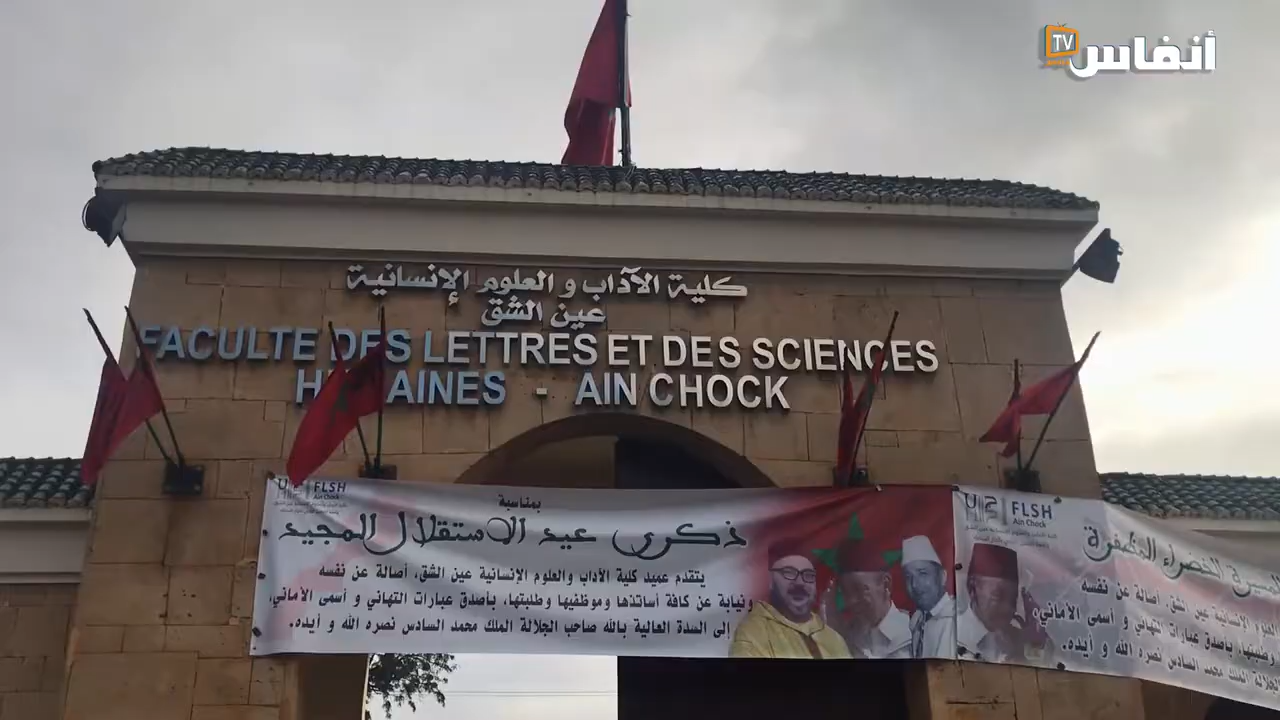 أنفاس TV
كلية الآداب و العلوم الإنسانية
عين الشق
FACULTE DES LETTRES ET DES SCIENCES
H AINES - AIN CHOCK
FLSH
Ain Chock
بمناسبة
ذكرى عيد الاستقلال المجيد
يتقدم عميد كلية الآداب والعلوم الإنسانية عين الشق، أصالة عن نفسه
ونيابة عن كافة أساتذها وموظفيها وطلبتها، بأصدق عبارات التهاني و أسمى الأماني،
إلى السدة العالية بالله صاحب الجلالة الملك محمد السادس نصره الله و أيده.
FLSH
Ain Chock
الخضراء المظفرة
العلوم الإنسانية عين الشق، أصالة عن نفسه
وطلبتها، بأصدق عبارات التهاني و أسمى الأماني،
الجلالة الملك محمد السادس نصره الله و أيده.